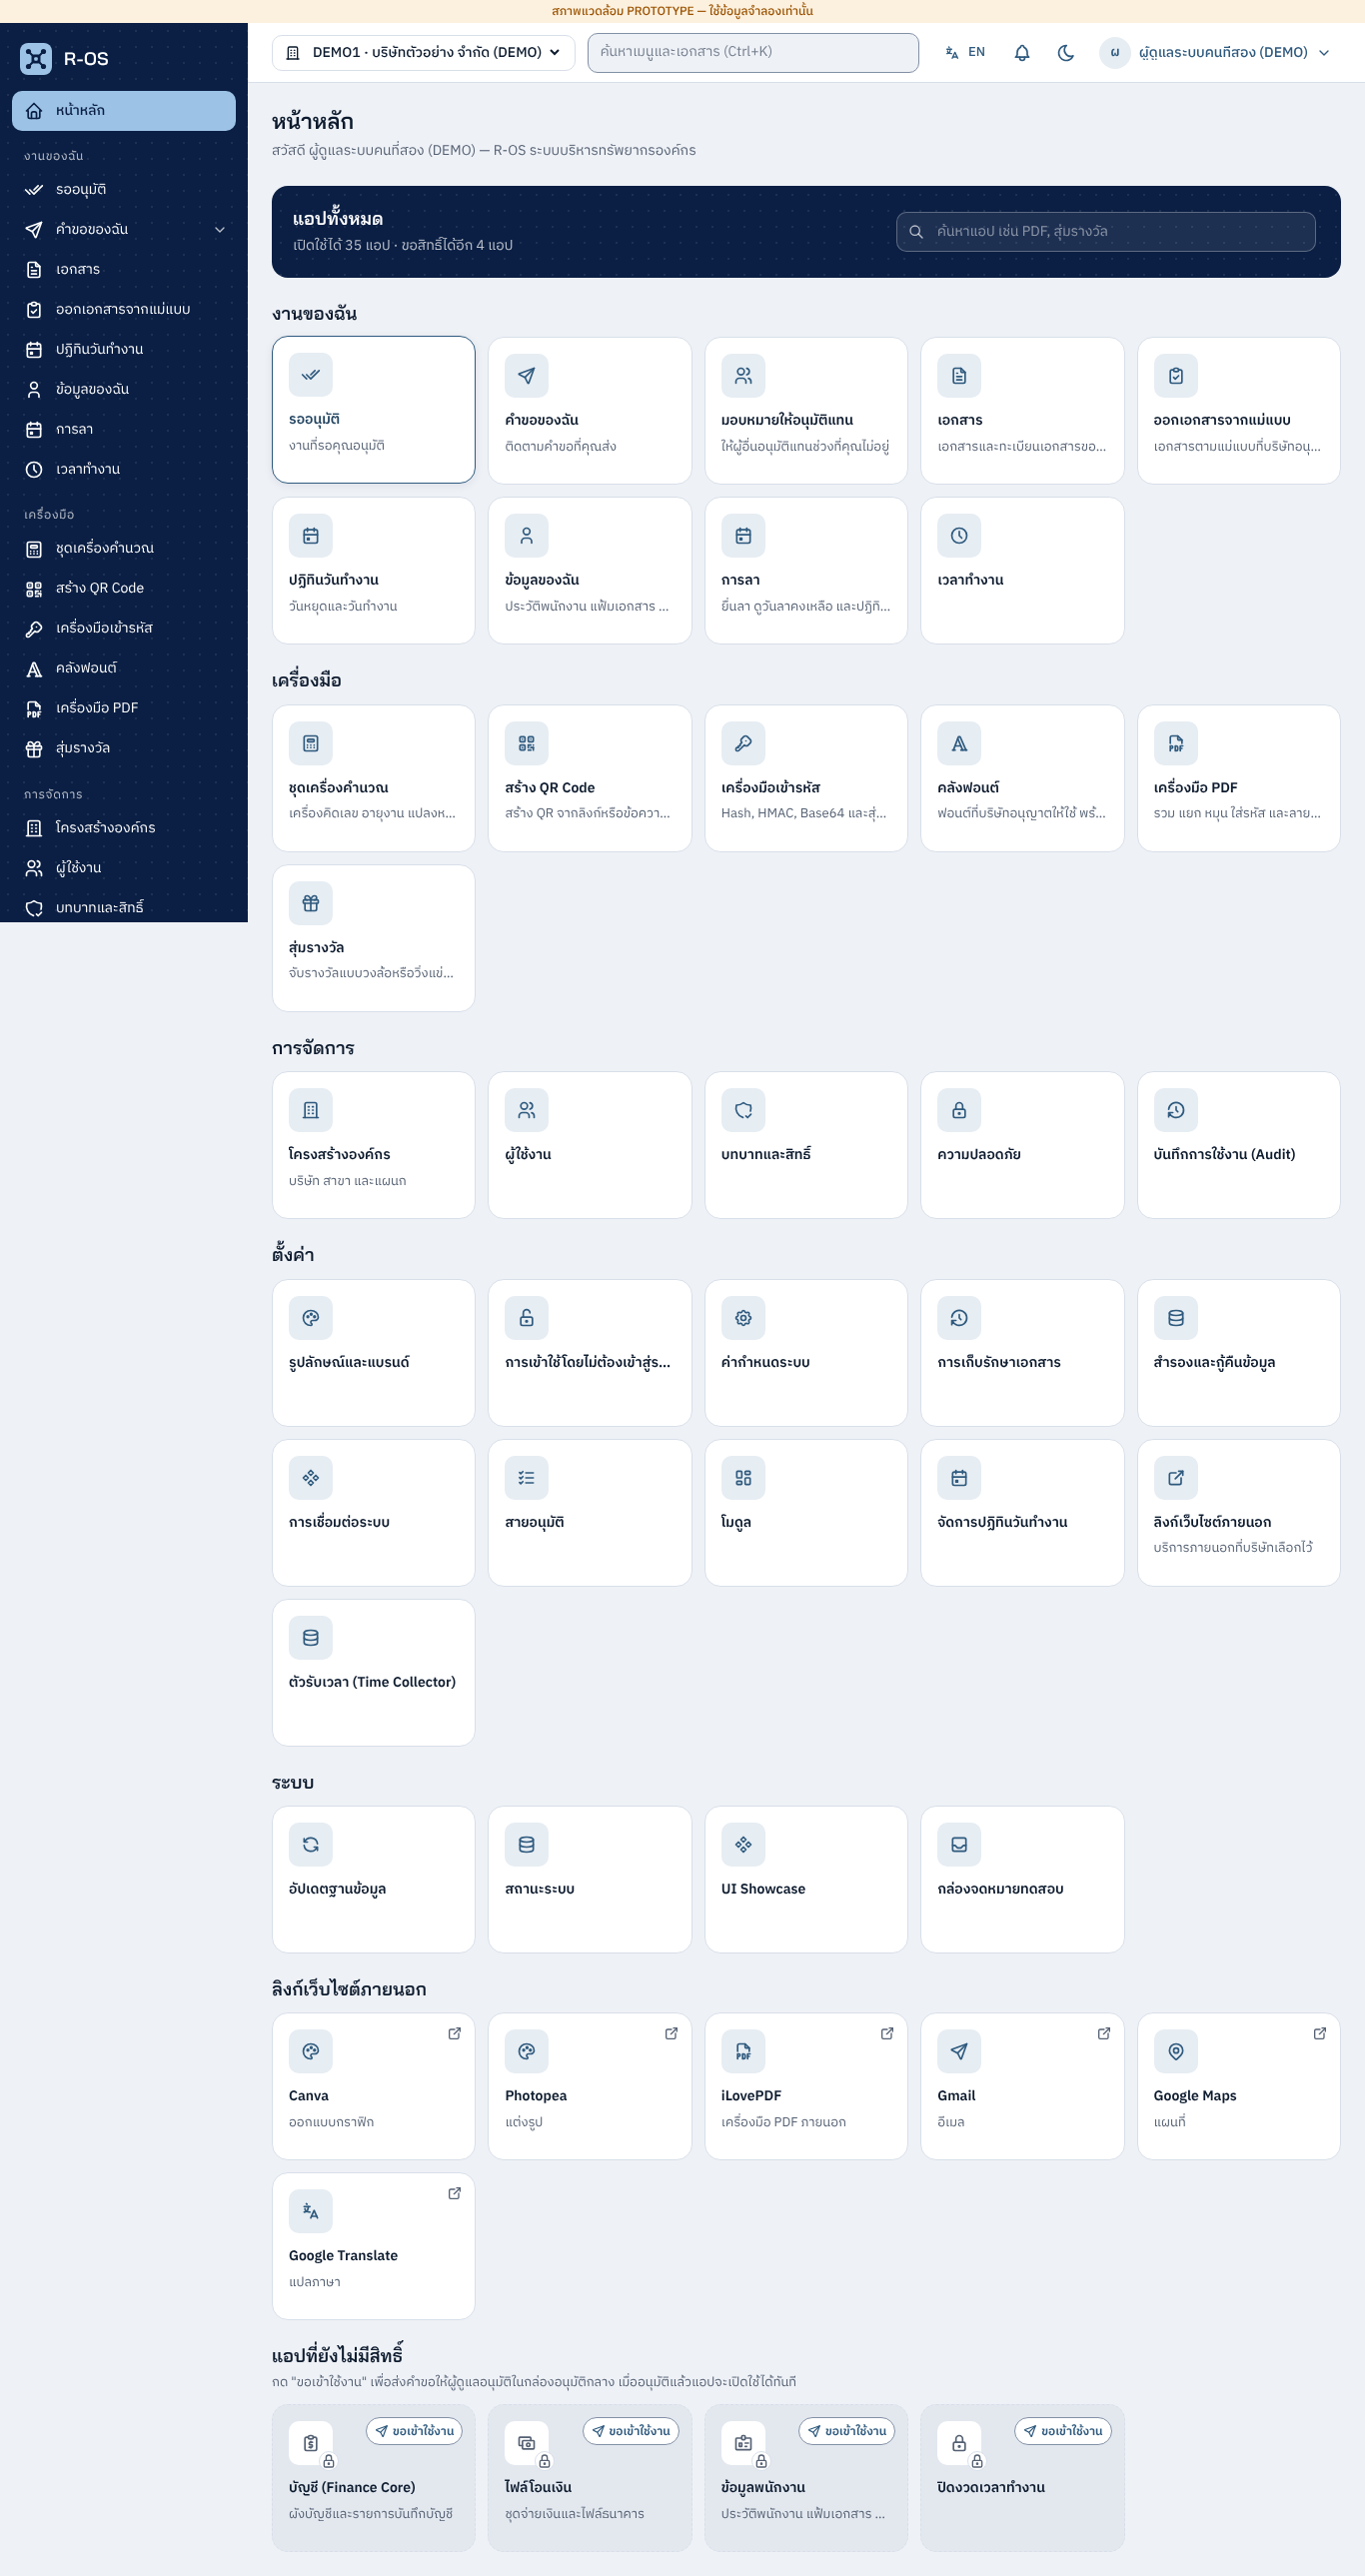 สภาพแวดล้อม PROTOTYPE — ใช้ข้อมูลจำลองเท่านั้น
R-OS
DEMO1 · บริษัทตัวอย่าง จำกัด (DEMO)
ค้นหาเมนูและเอกสาร (Ctrl+K)
EN
ผ
ผู้ดูแลระบบคนที่สอง (DEMO)
หน้าหลัก
งานของฉัน
รออนุมัติ
คำขอของฉัน
เอกสาร
ออกเอกสารจากแม่แบบ
ปฏิทินวันทำงาน
ข้อมูลของฉัน
การลา
เวลาทำงาน
เครื่องมือ
ชุดเครื่องคำนวณ
สร้าง QR Code
เครื่องมือเข้ารหัส
คลังฟอนต์
เครื่องมือ PDF
สุ่มรางวัล
การจัดการ
โครงสร้างองค์กร
ผู้ใช้งาน
บทบาทและสิทธิ์
หน้าหลัก
สวัสดี ผู้ดูแลระบบคนที่สอง (DEMO) — R-OS ระบบบริหารทรัพยากรองค์กร
แอปทั้งหมด
เปิดใช้ได้ 35 แอป · ขอสิทธิ์ได้อีก 4 แอป
ค้นหาแอป เช่น PDF, สุ่มรางวัล
งานของฉัน
รออนุมัติ
งานที่รอคุณอนุมัติ
คำขอของฉัน
ติดตามคำขอที่คุณส่ง
มอบหมายให้อนุมัติแทน
ให้ผู้อื่นอนุมัติแทนช่วงที่คุณไม่อยู่
เอกสาร
เอกสารและทะเบียนเอกสารขอ...
ออกเอกสารจากแม่แบบ
เอกสารตามแม่แบบที่บริษัทอนุ...
ปฏิทินวันทำงาน
วันหยุดและวันทำงาน
ข้อมูลของฉัน
ประวัติพนักงาน แฟ้มเอกสาร ...
การลา
ยื่นลา ดูวันลาคงเหลือ และปฏิทิ...
เวลาทำงาน
เครื่องมือ
ชุดเครื่องคำนวณ
เครื่องคิดเลข อายุงาน แปลงห...
สร้าง QR Code
สร้าง QR จากลิงก์หรือข้อควา...
เครื่องมือเข้ารหัส
Hash, HMAC, Base64 และสุ่...
คลังฟอนต์
ฟอนต์ที่บริษัทอนุญาตให้ใช้ พร้...
เครื่องมือ PDF
รวม แยก หมุน ใส่รหัส และลาย...
สุ่มรางวัล
จับรางวัลแบบวงล้อหรือวิ่งแข่...
การจัดการ
โครงสร้างองค์กร
บริษัท สาขา และแผนก
ผู้ใช้งาน
บทบาทและสิทธิ์
ความปลอดภัย
บันทึกการใช้งาน (Audit)
ตั้งค่า
รูปลักษณ์และแบรนด์
การเข้าใช้โดยไม่ต้องเข้าสู่ร...
ค่ากำหนดระบบ
การเก็บรักษาเอกสาร
สำรองและกู้คืนข้อมูล
การเชื่อมต่อระบบ
สายอนุมัติ
โมดูล
จัดการปฏิทินวันทำงาน
ลิงก์เว็บไซต์ภายนอก
บริการภายนอกที่บริษัทเลือกไว้
ตัวรับเวลา (Time Collector)
ระบบ
อัปเดตฐานข้อมูล
สถานะระบบ
UI Showcase
กล่องจดหมายทดสอบ
ลิงก์เว็บไซต์ภายนอก
Canva
ออกแบบกราฟิก
Photopea
แต่งรูป
iLovePDF
เครื่องมือ PDF ภายนอก
Gmail
อีเมล
Google Maps
แผนที่
Google Translate
แปลภาษา
แอปที่ยังไม่มีสิทธิ์
กด "ขอเข้าใช้งาน" เพื่อส่งคำขอให้ผู้ดูแลอนุมัติในกล่องอนุมัติกลาง เมื่ออนุมัติแล้วแอปจะเปิดใช้ได้ทันที
ขอเข้าใช้งาน
บัญชี (Finance Core)
ผังบัญชีและรายการบันทึกบัญชี
ขอเข้าใช้งาน
ไฟล์โอนเงิน
ชุดจ่ายเงินและไฟล์ธนาคาร
ขอเข้าใช้งาน
ข้อมูลพนักงาน
ประวัติพนักงาน แฟ้มเอกสาร ...
ขอเข้าใช้งาน
ปิดงวดเวลาทำงาน